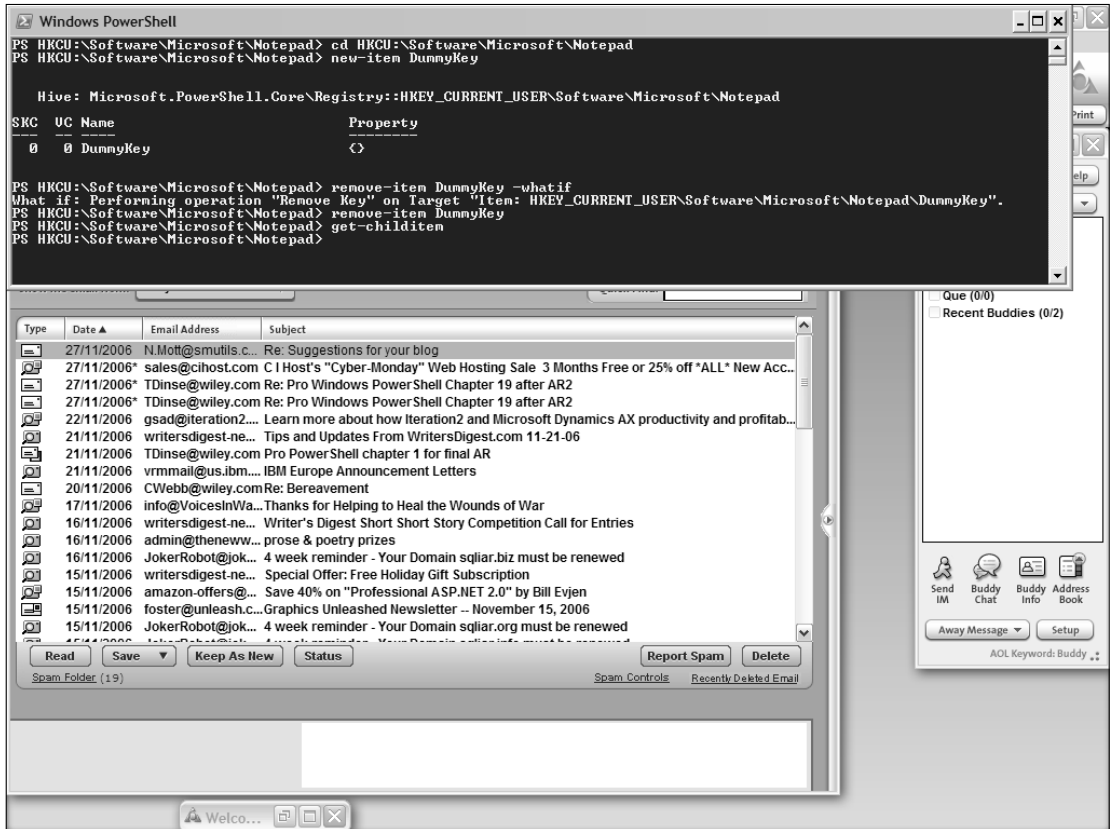 Windows PowerShell
PS HKCU:\Software\Microsoft\Notepad> cd HKCU:\Software\Microsoft\Notepad
PS HKCU:\Software\Microsoft\Notepad> new-item DummyKey
Hive: Microsoft.PowerShell.Core\Registry::HKEY_CURRENT_USER\Software\Microsoft\Notepad
SKC VC Name Property
--- -- ---- --------
0 0 DummyKey {}
PS HKCU:\Software\Microsoft\Notepad> remove-item DummyKey -whatif
What if: Performing operation "Remove Key" on Target "Item: HKEY_CURRENT_USER\Software\Microsoft\Notepad\DummyKey".
PS HKCU:\Software\Microsoft\Notepad> remove-item DummyKey
PS HKCU:\Software\Microsoft\Notepad> get-childitem
PS HKCU:\Software\Microsoft\Notepad>
Print
elp
Que (0/0)
Recent Buddies (0/2)
Type Date Email Address Subject
27/11/2006 N.Mott@smutils.c... Re: Suggestions for your blog
27/11/2006* sales@cihost.com C I Host's "Cyber-Monday" Web Hosting Sale 3 Months Free or 25% off *ALL* New Acc..
27/11/2006* TDinse@wiley.com Re: Pro Windows PowerShell Chapter 19 after AR2
27/11/2006* TDinse@wiley.com Re: Pro Windows PowerShell Chapter 19 after AR2
22/11/2006 gsad@iteration2.... Learn more about how Iteration2 and Microsoft Dynamics AX productivity and profitab...
21/11/2006 writersdigest-ne... Tips and Updates From WritersDigest.com 11-21-06
21/11/2006 TDinse@wiley.com Pro PowerShell chapter 1 for final AR
21/11/2006 vrmmail@us.ibm.... IBM Europe Announcement Letters
20/11/2006 CWebb@wiley.com Re: Bereavement
17/11/2006 info@VoicesInWa... Thanks for Helping to Heal the Wounds of War
16/11/2006 writersdigest-ne... Writer's Digest Short Short Story Competition Call for Entries
16/11/2006 admin@theneww... prose & poetry prizes
16/11/2006 JokerRobot@jok... 4 week reminder - Your Domain sqliar.biz must be renewed
15/11/2006 writersdigest-ne... Special Offer: Free Holiday Gift Subscription
15/11/2006 amazon-offers@... Save 40% on "Professional ASP.NET 2.0" by Bill Evjen
15/11/2006 foster@unleash.c... Graphics Unleashed Newsletter -- November 15, 2006
15/11/2006 JokerRobot@jok... 4 week reminder - Your Domain sqliar.org must be renewed
Read Save Keep As New Status Report Spam Delete
Spam Folder (19) Spam Controls Recently Deleted Email
Send IM Buddy Chat Buddy Info Address Book
Away Message Setup
AOL Keyword: Buddy
Welco...